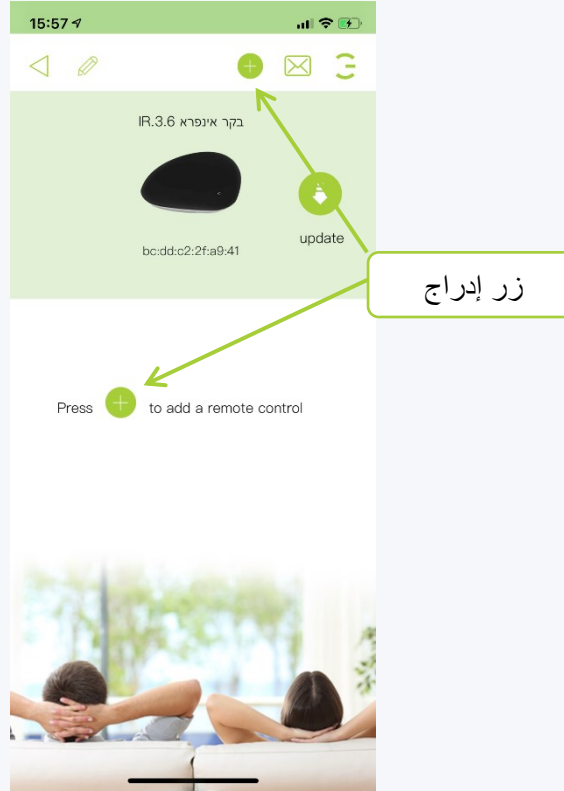 15:57
בקר אינפרא IR.3.6
update
bc:dd:c2:2f:a9:41
زر إدراج
Press + to add a remote control